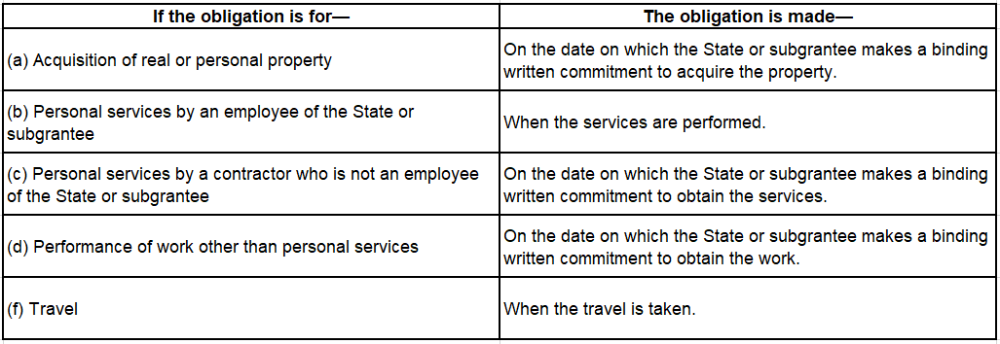 If the obligation is for—
The obligation is made—
(a) Acquisition of real or personal property
On the date on which the State or subgrantee makes a binding
written commitment to acquire the property.
(b) Personal services by an employee of the State or
subgrantee
When the services are performed.
(c) Personal services by a contractor who is not an employee
of the State or subgrantee
On the date on which the State or subgrantee makes a binding
written commitment to obtain the services.
(d) Performance of work other than personal services
On the date on which the State or subgrantee makes a binding
written commitment to obtain the work.
(f) Travel
When the travel is taken.